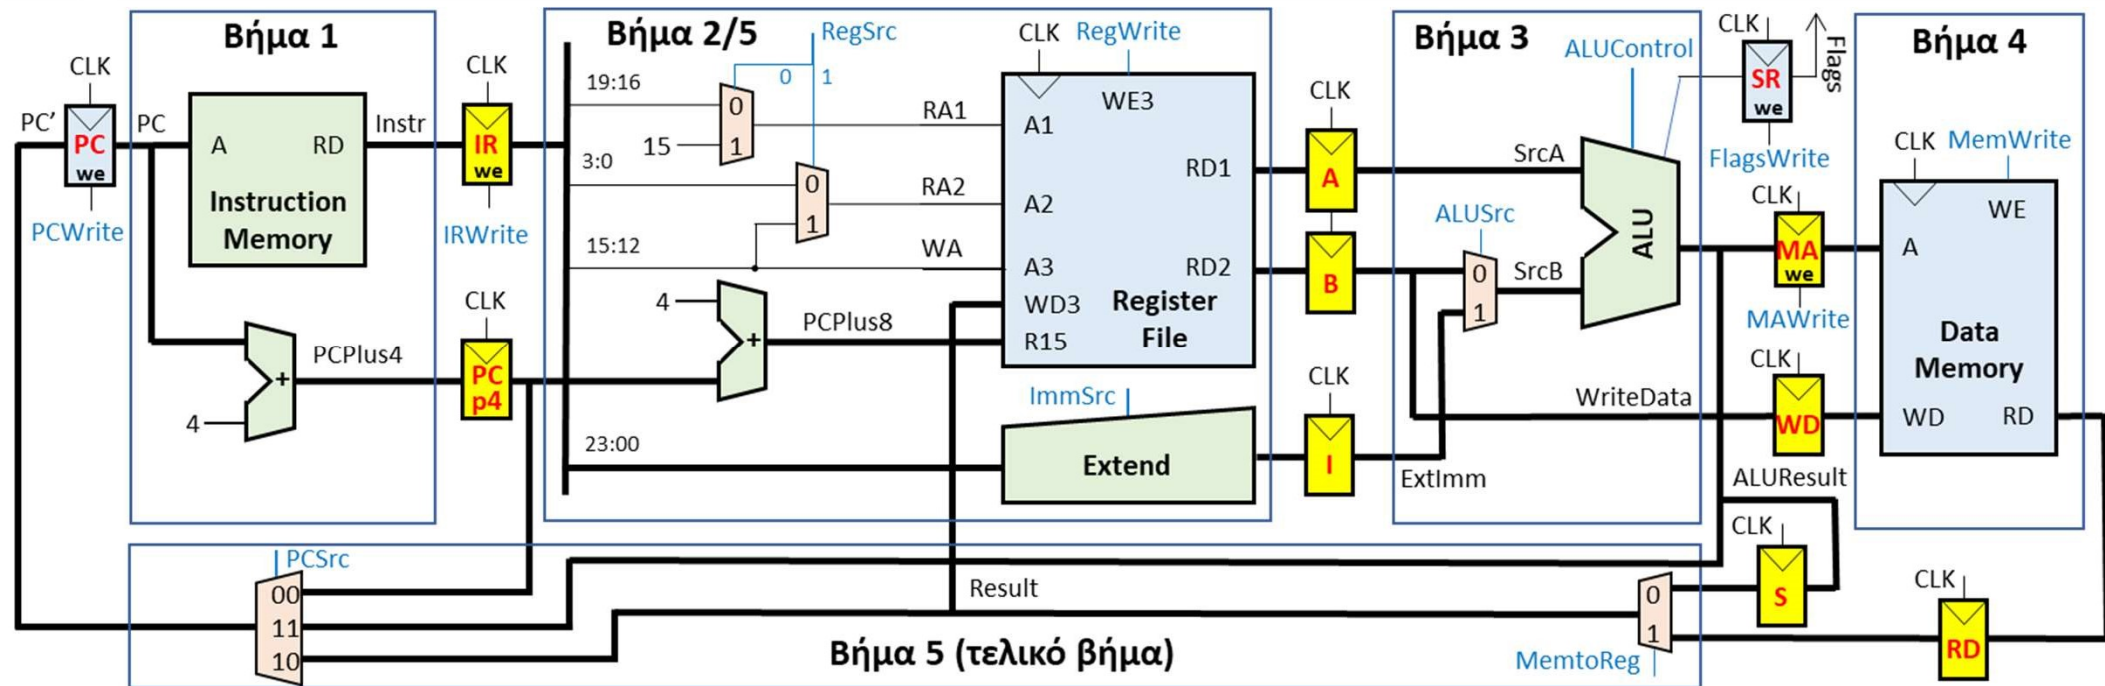 Βήμα 1
Βήμα 2/5
RegSrc
0 1
CLK
RegWrite
Βήμα 3
ALUControl
CLK
Flags
Βήμα 4
CLK
PC'
PC
we
PC
PCWrite
A
RD
Instruction
Memory
Instr
CLK
IR
we
IRWrite
19:16
0
1
15
RA1
3:0
0
1
RA2
15:12
WA
WE3
A1
A2
A3
WD3
R15
RD1
RD2
Register
File
CLK
A
B
SrcA
ALUSrc
0
1
SrcB
ALU
SR
we
FlagsWrite
CLK
MA
we
MAWrite
CLK
MemWrite
WE
A
Data
Memory
WD
RD
4
+
PCPlus4
CLK
PC
p4
4
+
PCPlus8
23:00
ImmSrc
Extend
CLK
I
ExtImm
WriteData
CLK
WD
ALUResult
CLK
S
PCSrc
00
11
10
Result
0
1
MemtoReg
CLK
RD
Βήμα 5 (τελικό βήμα)